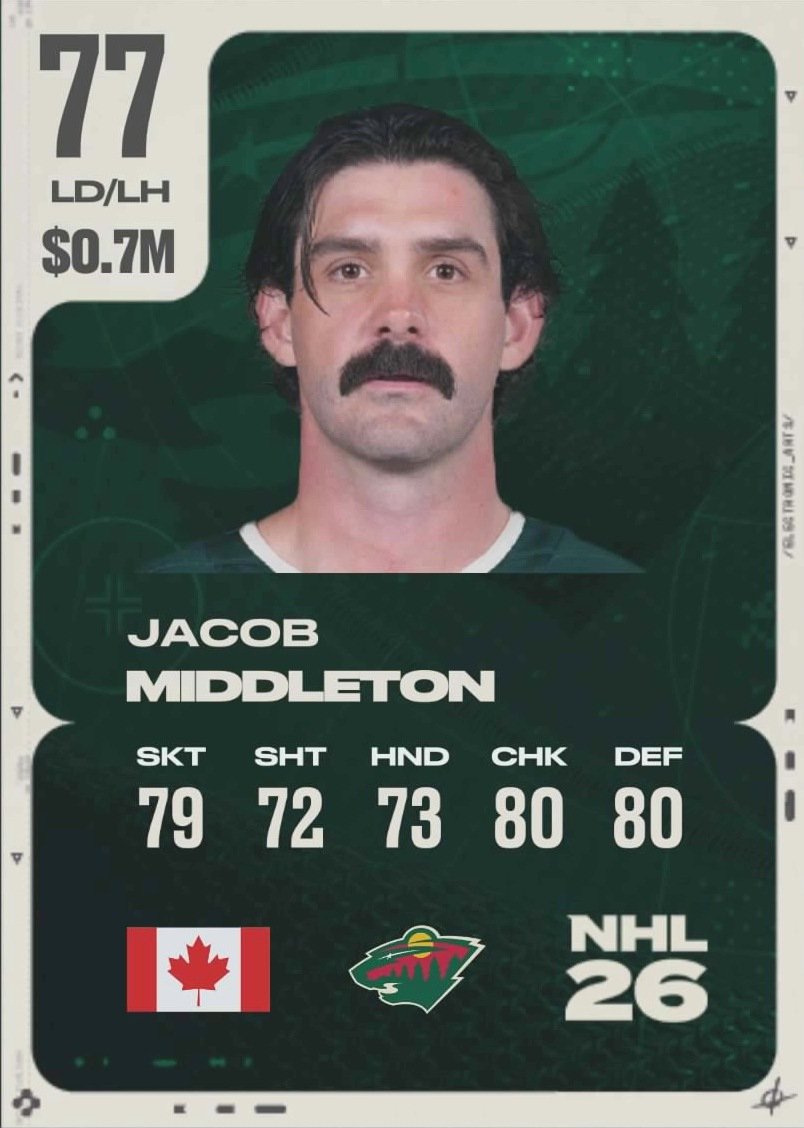 77
LD/LH
$0.7M
JACOB
MIDDLETON
SKT SHT HND CHK DEF
79 72 73 80 80
NHL
26
/ELECTRONIC_ARTS/